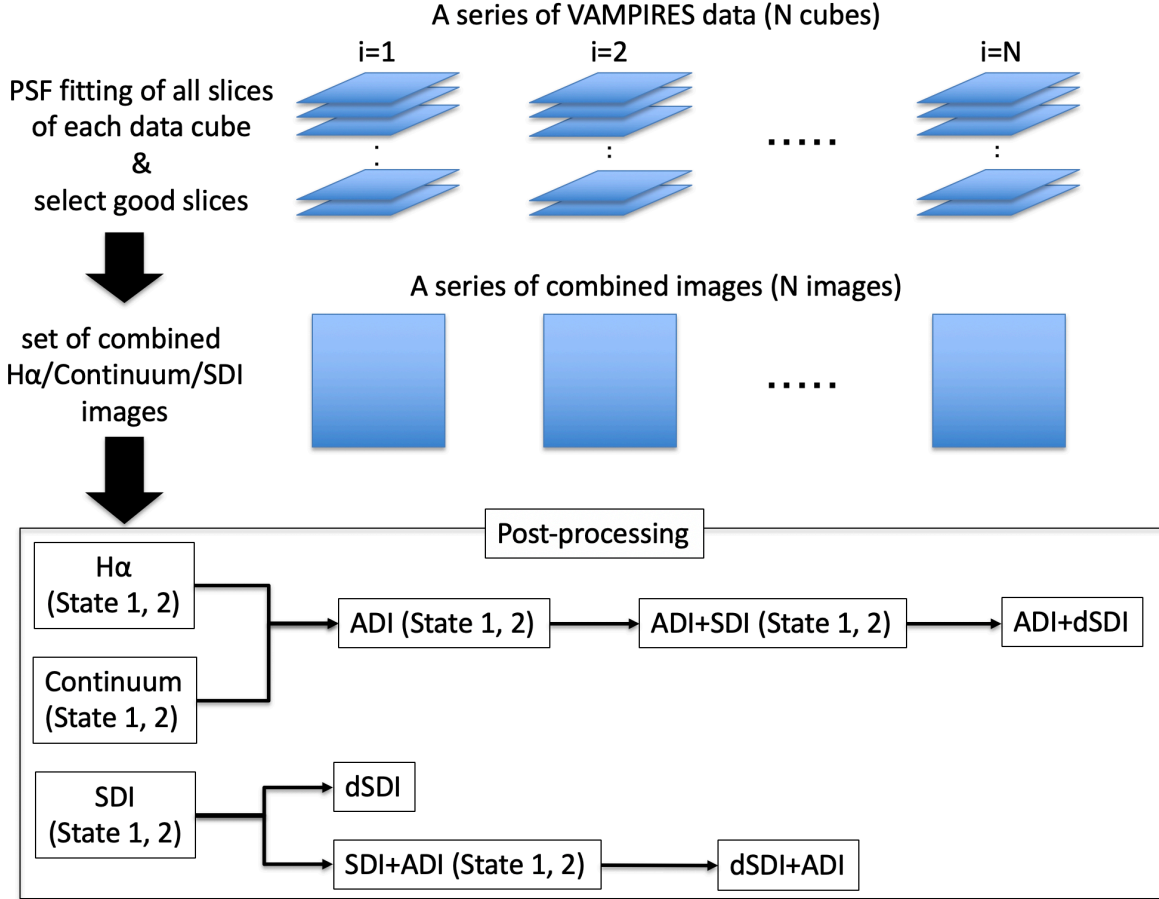 A series of VAMPIRES data (N cubes)
i=1
i=2
i=N
PSF fitting of all slices
of each data cube
&
select good slices
:
:
.....
:
A series of combined images (N images)
set of combined
Hα/Continuum/SDI
images
.....
Post-processing
Hα
(State 1, 2)
Continuum
(State 1, 2)
ADI (State 1, 2)
ADI+SDI (State 1, 2)
ADI+dSDI
SDI
(State 1, 2)
dSDI
SDI+ADI (State 1, 2)
dSDI+ADI